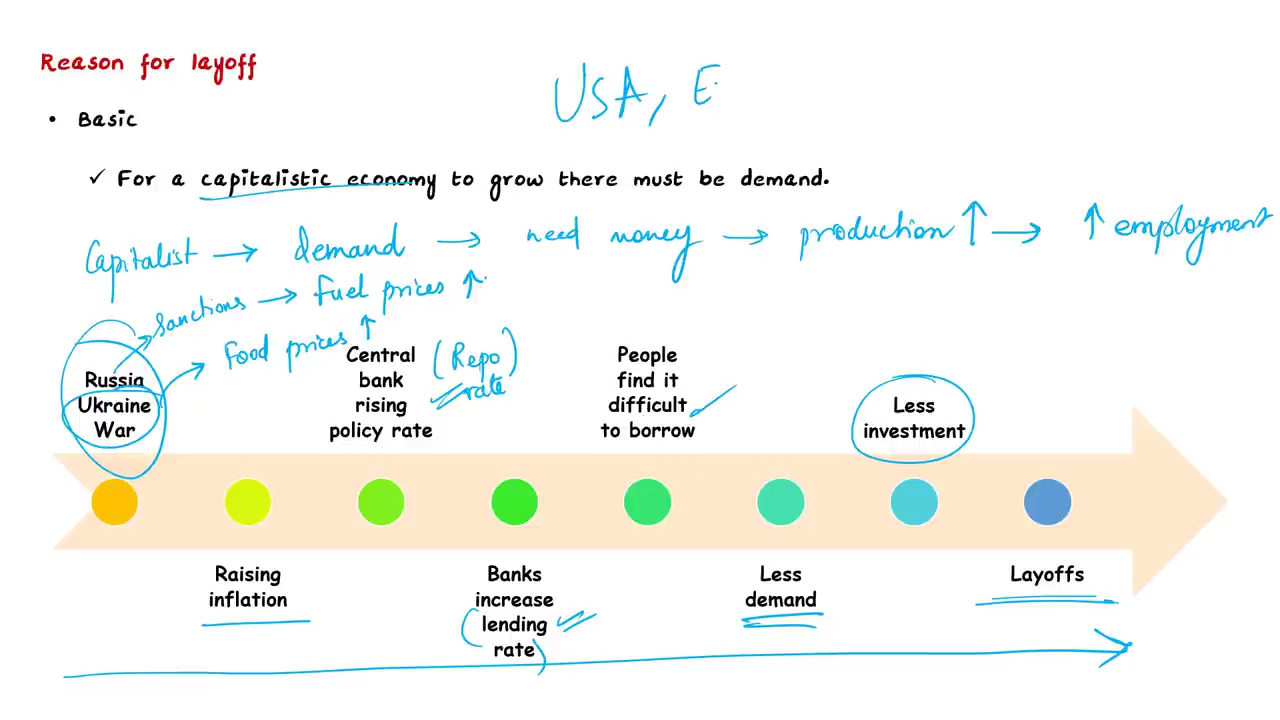 Reason for layoff
USA, E
• Basic
✓ For a capitalistic economy to grow there must be demand.
Capitalist → demand → need money → production ↑ → ↑ employment
Sanctions → fuel prices ↑
food prices ↑
Russia
Ukraine
War
Raising
inflation
Central
bank
rising
policy rate
(Repo
rate
Banks
increase
lending
rate
People
find it
difficult
to borrow
Less
demand
Less
investment
Layoffs